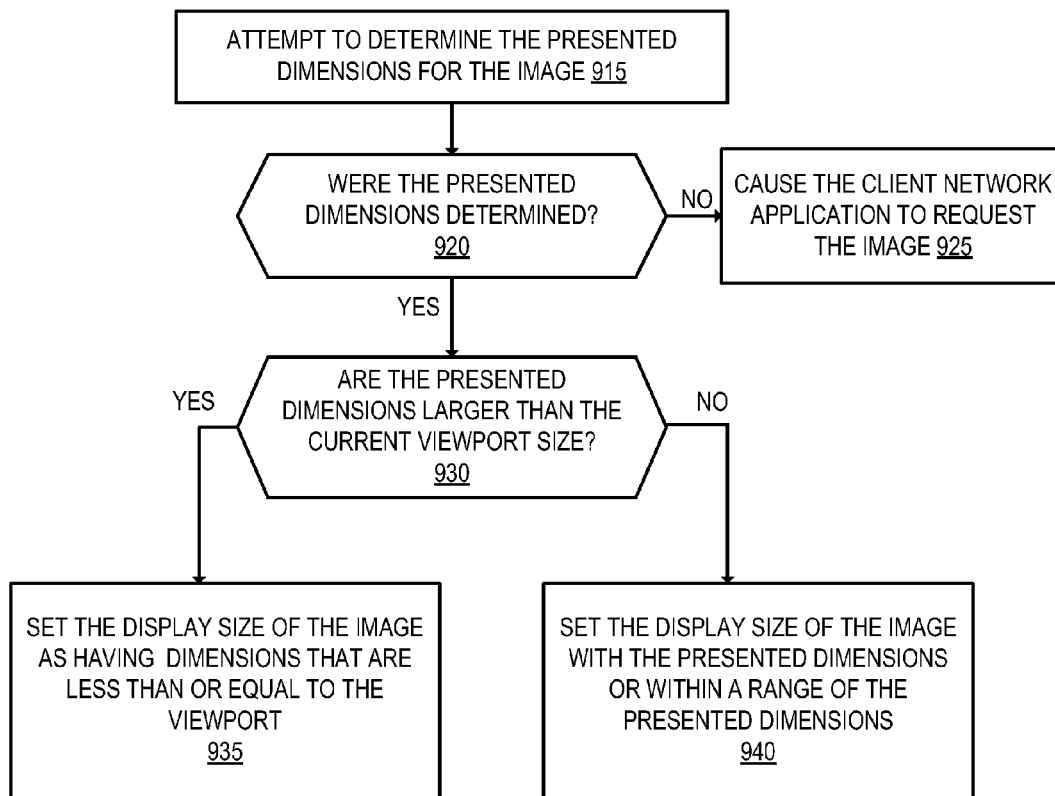 ATTEMPT TO DETERMINE THE PRESENTED
DIMENSIONS FOR THE IMAGE 915
WERE THE PRESENTED
DIMENSIONS DETERMINED?
920
NO
CAUSE THE CLIENT NETWORK
APPLICATION TO REQUEST
THE IMAGE 925
YES
ARE THE PRESENTED
DIMENSIONS LARGER THAN THE
CURRENT VIEWPORT SIZE?
930
YES
NO
SET THE DISPLAY SIZE OF THE IMAGE
AS HAVING DIMENSIONS THAT ARE
LESS THAN OR EQUAL TO THE
VIEWPORT
935
SET THE DISPLAY SIZE OF THE IMAGE
WITH THE PRESENTED DIMENSIONS
OR WITHIN A RANGE OF THE
PRESENTED DIMENSIONS
940